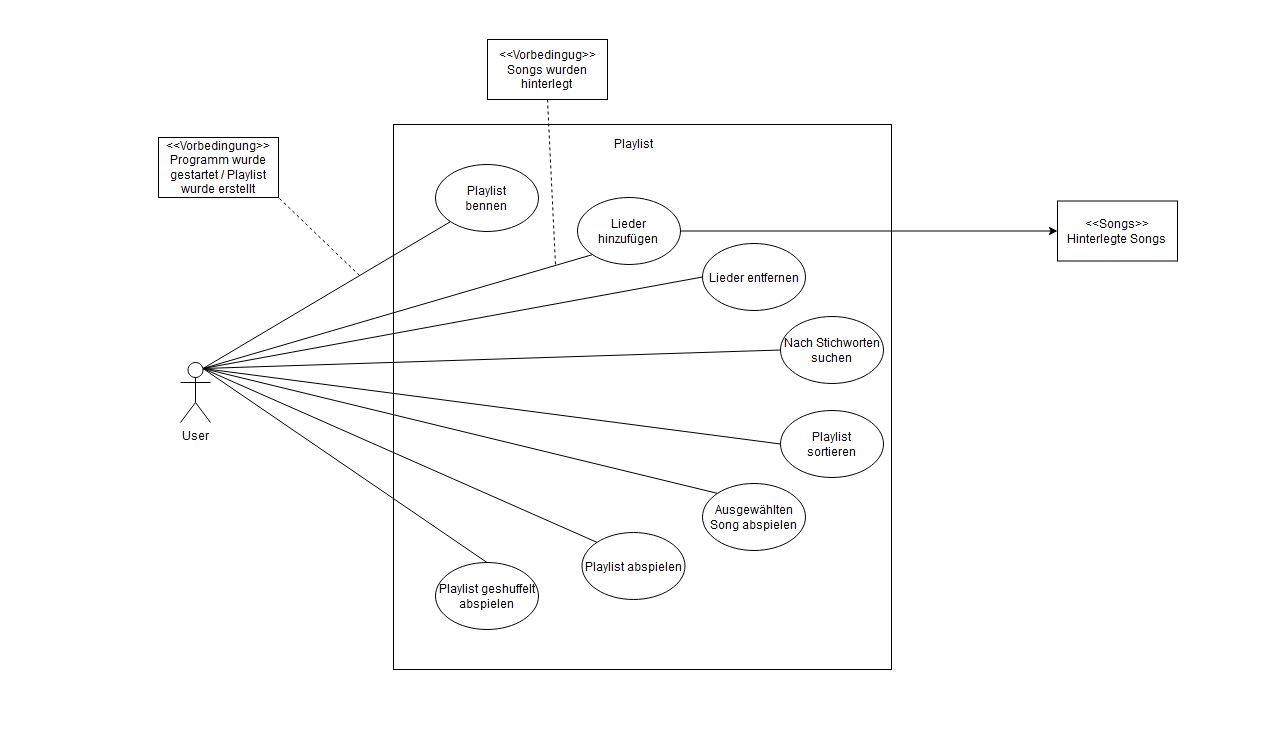 <<Vorbedingug>>
Songs wurden
hinterlegt
<<Vorbedingung>>
Programm wurde
gestartet / Playlist
wurde erstellt
Playlist
Playlist
bennen
Lieder
hinzufügen
<<Songs>>
Hinterlegte Songs
Lieder entfernen
Nach Stichworten
suchen
Playlist
sortieren
User
Ausgewählten
Song abspielen
Playlist abspielen
Playlist geshuffelt
abspielen